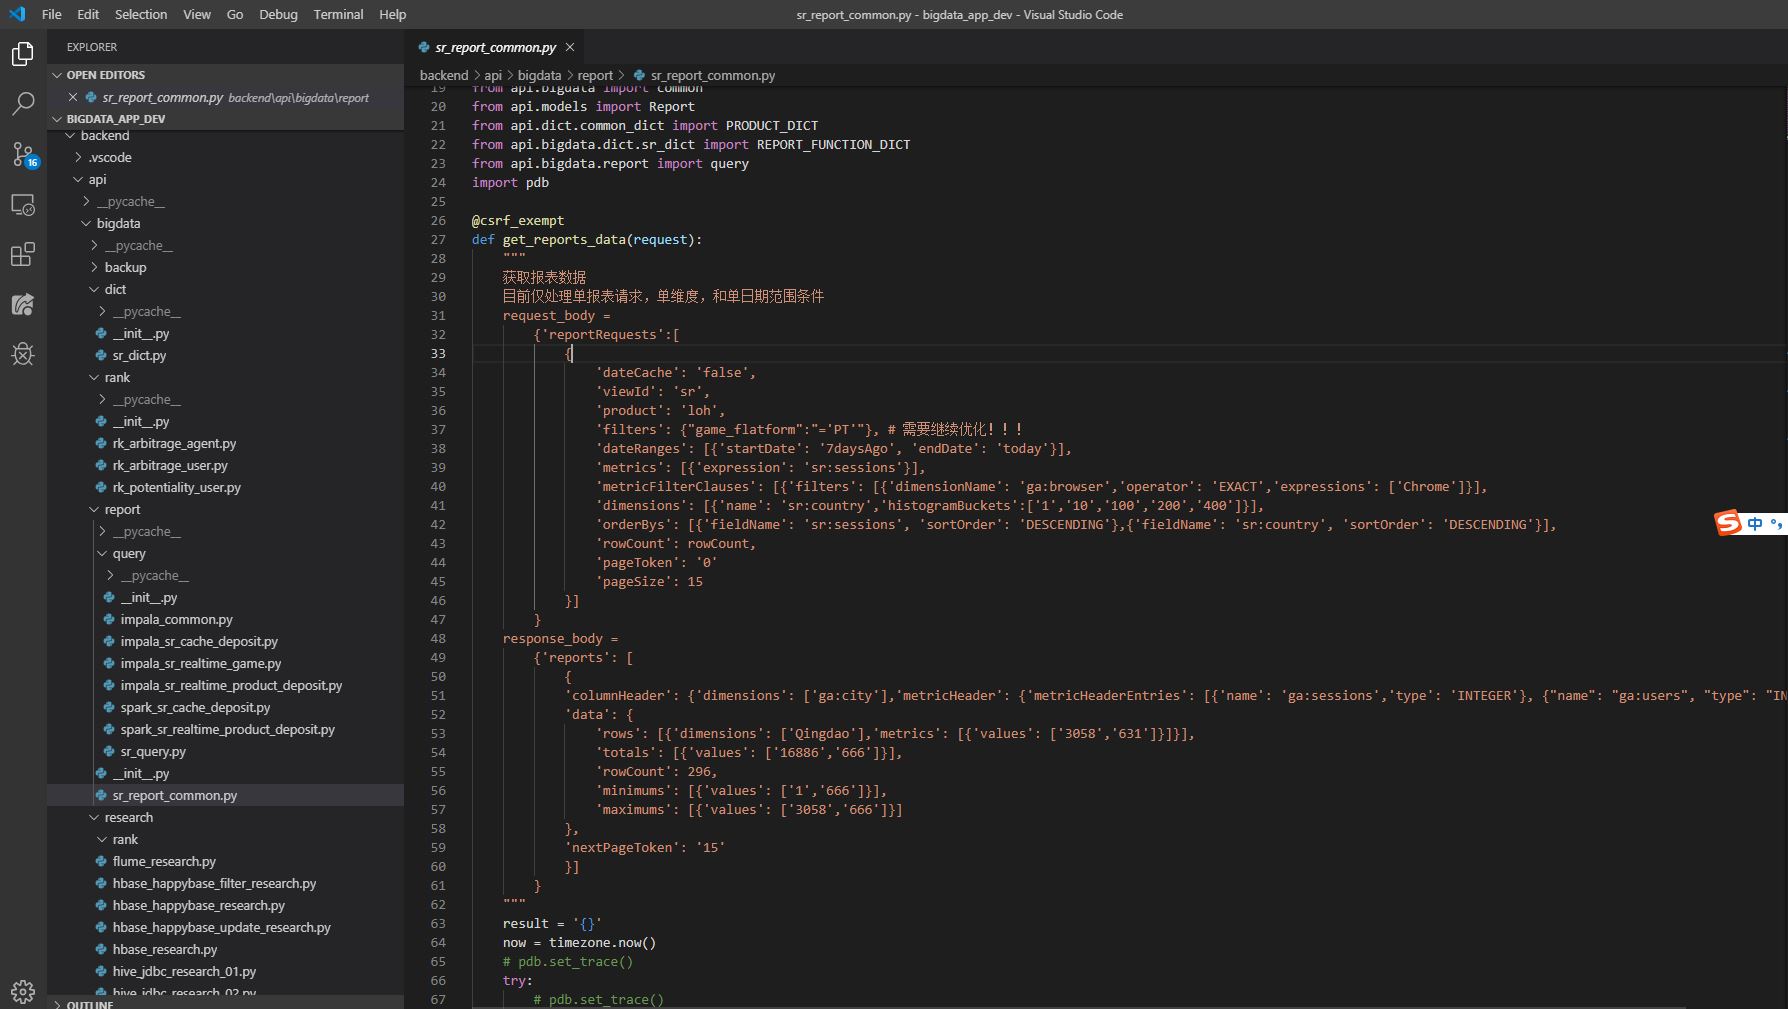 File Edit Selection View Go Debug Terminal Help
sr_report_common.py - bigdata_app_dev - Visual Studio Code
EXPLORER
OPEN EDITORS
sr_report_common.py backend\api\bigdata\report
BIGDATA_APP_DEV
backend
.vscode
api
__pycache__
bigdata
__pycache__
backup
dict
__pycache__
__init__.py
sr_dict.py
rank
__pycache__
__init__.py
rk_arbitrage_agent.py
rk_arbitrage_user.py
rk_potentiality_user.py
report
__pycache__
query
__pycache__
__init__.py
impala_common.py
impala_sr_cache_deposit.py
impala_sr_realtime_game.py
impala_sr_realtime_product_deposit.py
spark_sr_cache_deposit.py
spark_sr_realtime_product_deposit.py
sr_query.py
__init__.py
sr_report_common.py
research
rank
flume_research.py
hbase_happybase_filter_research.py
hbase_happybase_research.py
hbase_happybase_update_research.py
hbase_research.py
hive_jdbc_research_01.py
hive_jdbc_research_02.py
OUTLINE
16
sr_report_common.py
backend > api > bigdata > report > sr_report_common.py
19 from api.bigdata import common
20 from api.models import Report
21 from api.dict.common_dict import PRODUCT_DICT
22 from api.bigdata.dict.sr_dict import REPORT_FUNCTION_DICT
23 from api.bigdata.report import query
24 import pdb
25
26 @csrf_exempt
27 def get_reports_data(request):
28 """
29 获取报表数据
30 目前仅处理单报表请求，单维度，和单日期范围条件
31 request_body =
32 {'reportRequests':[
33 {
34 'dateCache': 'false',
35 'viewId': 'sr',
36 'product': 'loh',
37 'filters': {"game_flatform":"='PT'"}, # 需要继续优化！！！
38 'dateRanges': [{'startDate': '7daysAgo', 'endDate': 'today'}],
39 'metrics': [{'expression': 'sr:sessions'}],
40 'metricFilterClauses': [{'filters': [{'dimensionName': 'ga:browser','operator': 'EXACT','expressions': ['Chrome']}],
41 'dimensions': [{'name': 'sr:country','histogramBuckets':['1','10','100','200','400']}],
42 'orderBys': [{'fieldName': 'sr:sessions', 'sortOrder': 'DESCENDING'},{'fieldName': 'sr:country', 'sortOrder': 'DESCENDING'}],
43 'rowCount': rowCount,
44 'pageToken': '0'
45 'pageSize': 15
46 }]
47 }
48 response_body =
49 {'reports': [
50 {
51 'columnHeader': {'dimensions': ['ga:city'],'metricHeader': {'metricHeaderEntries': [{'name': 'ga:sessions','type': 'INTEGER'}, {"name": "ga:users", "type": "IN
52 'data': {
53 'rows': [{'dimensions': ['Qingdao'],'metrics': [{'values': ['3058','631']}]}],
54 'totals': [{'values': ['16886','666']}],
55 'rowCount': 296,
56 'minimums': [{'values': ['1','666']}],
57 'maximums': [{'values': ['3058','666']}]
58 },
59 'nextPageToken': '15'
60 }]
61 }
62 """
63 result = '{}'
64 now = timezone.now()
65 # pdb.set_trace()
66 try:
67 # pdb.set_trace()
S 中 °,